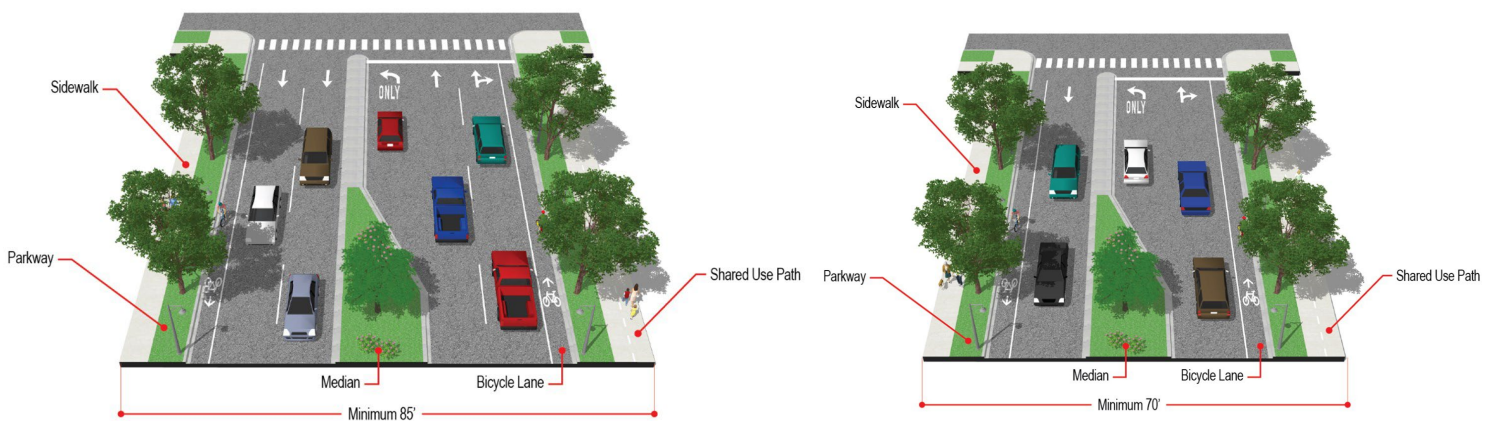 Sidewalk
ONLY
Parkway
Shared Use Path
Median
Bicycle Lane
Minimum 85'
Sidewalk
ONLY
Parkway
Shared Use Path
Median
Bicycle Lane
Minimum 70'